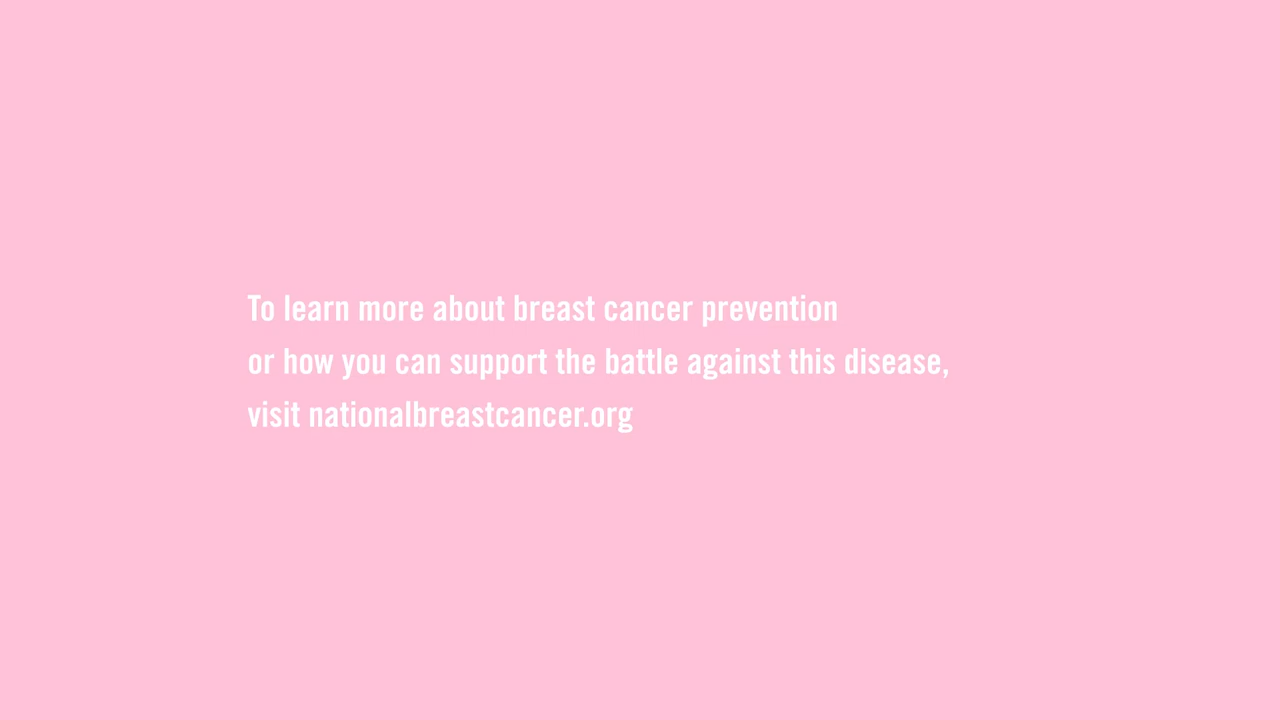 To learn more about breast cancer prevention
or how you can support the battle against this disease,
visit nationalbreastcancer.org